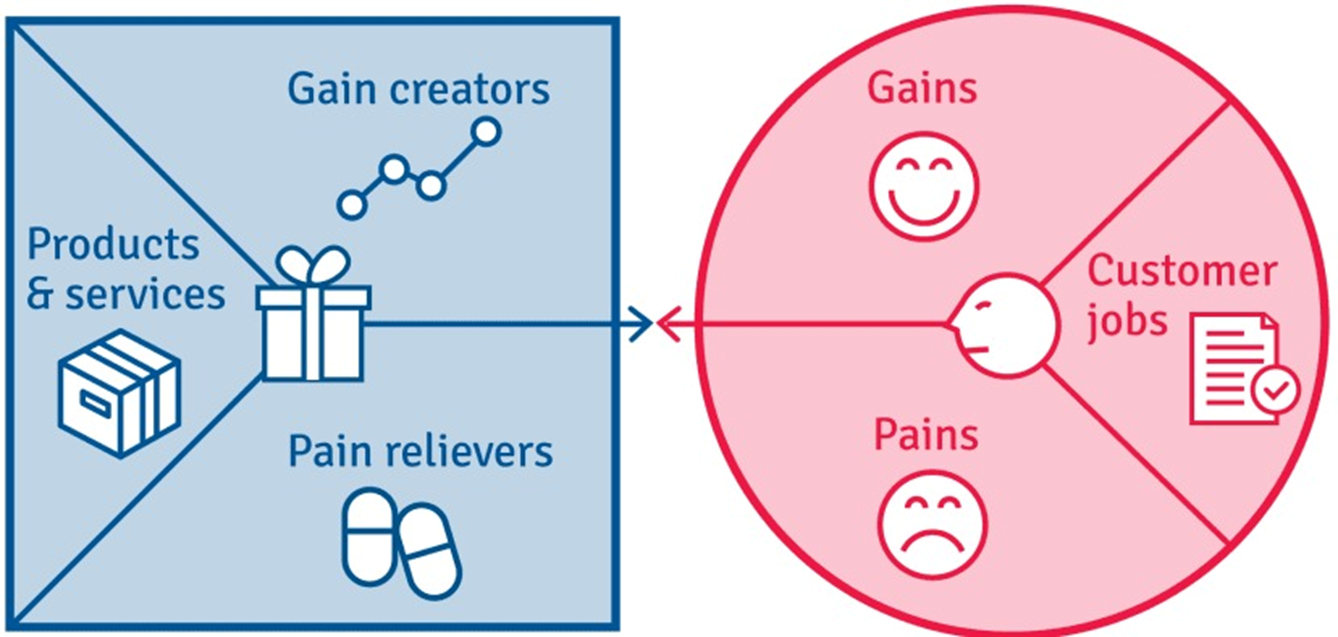 Gain creators
Products
& services
Pain relievers
Gains
Customer
jobs
Pains